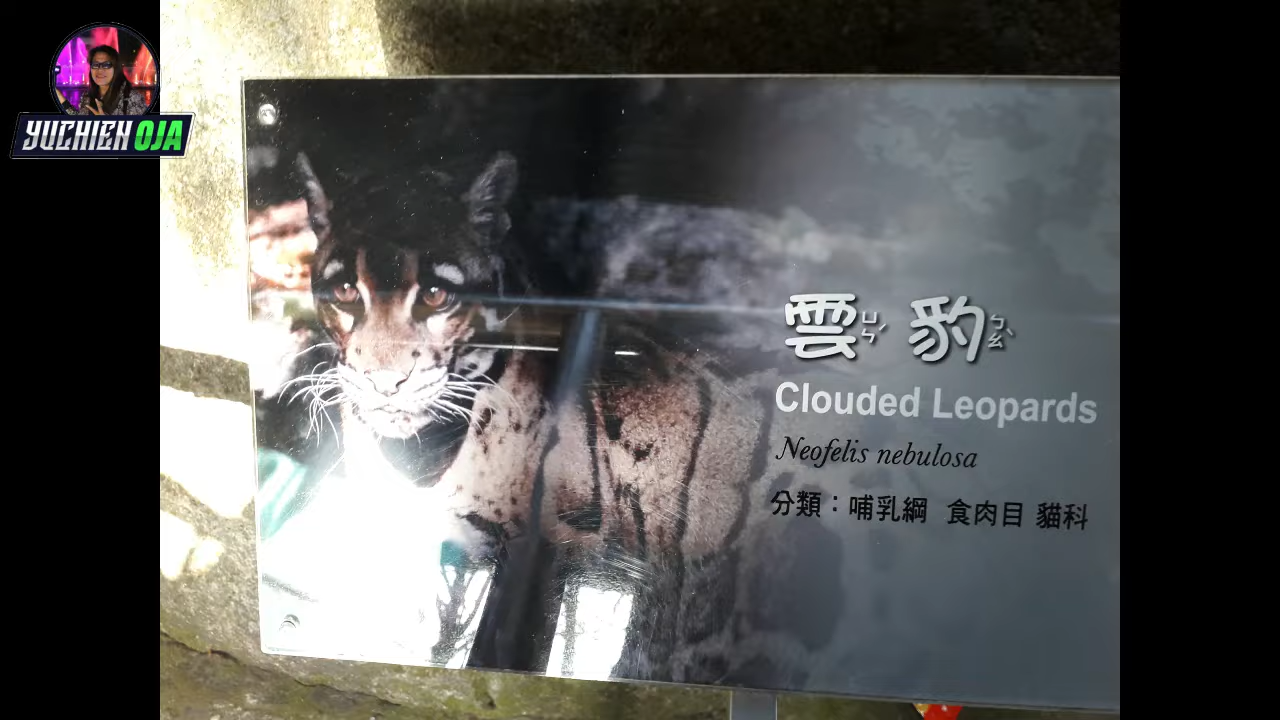 YUCHIEH OJA
雲ㄩㄣˊ 豹ㄅㄠˋ
Clouded Leopards
Neofelis nebulosa
分類：哺乳綱 食肉目 貓科